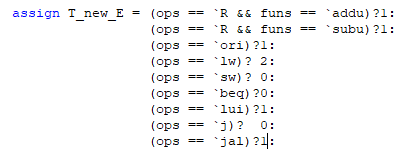 assign T_new_E = (ops == `R && funs == `addu)?1:
(ops == `R && funs == `subu)?1:
(ops == `ori)?1:
(ops == `lw)? 2:
(ops == `sw)? 0:
(ops == `beq)?0:
(ops == `lui)?1:
(ops == `j)?  0:
(ops == `jal)?1: